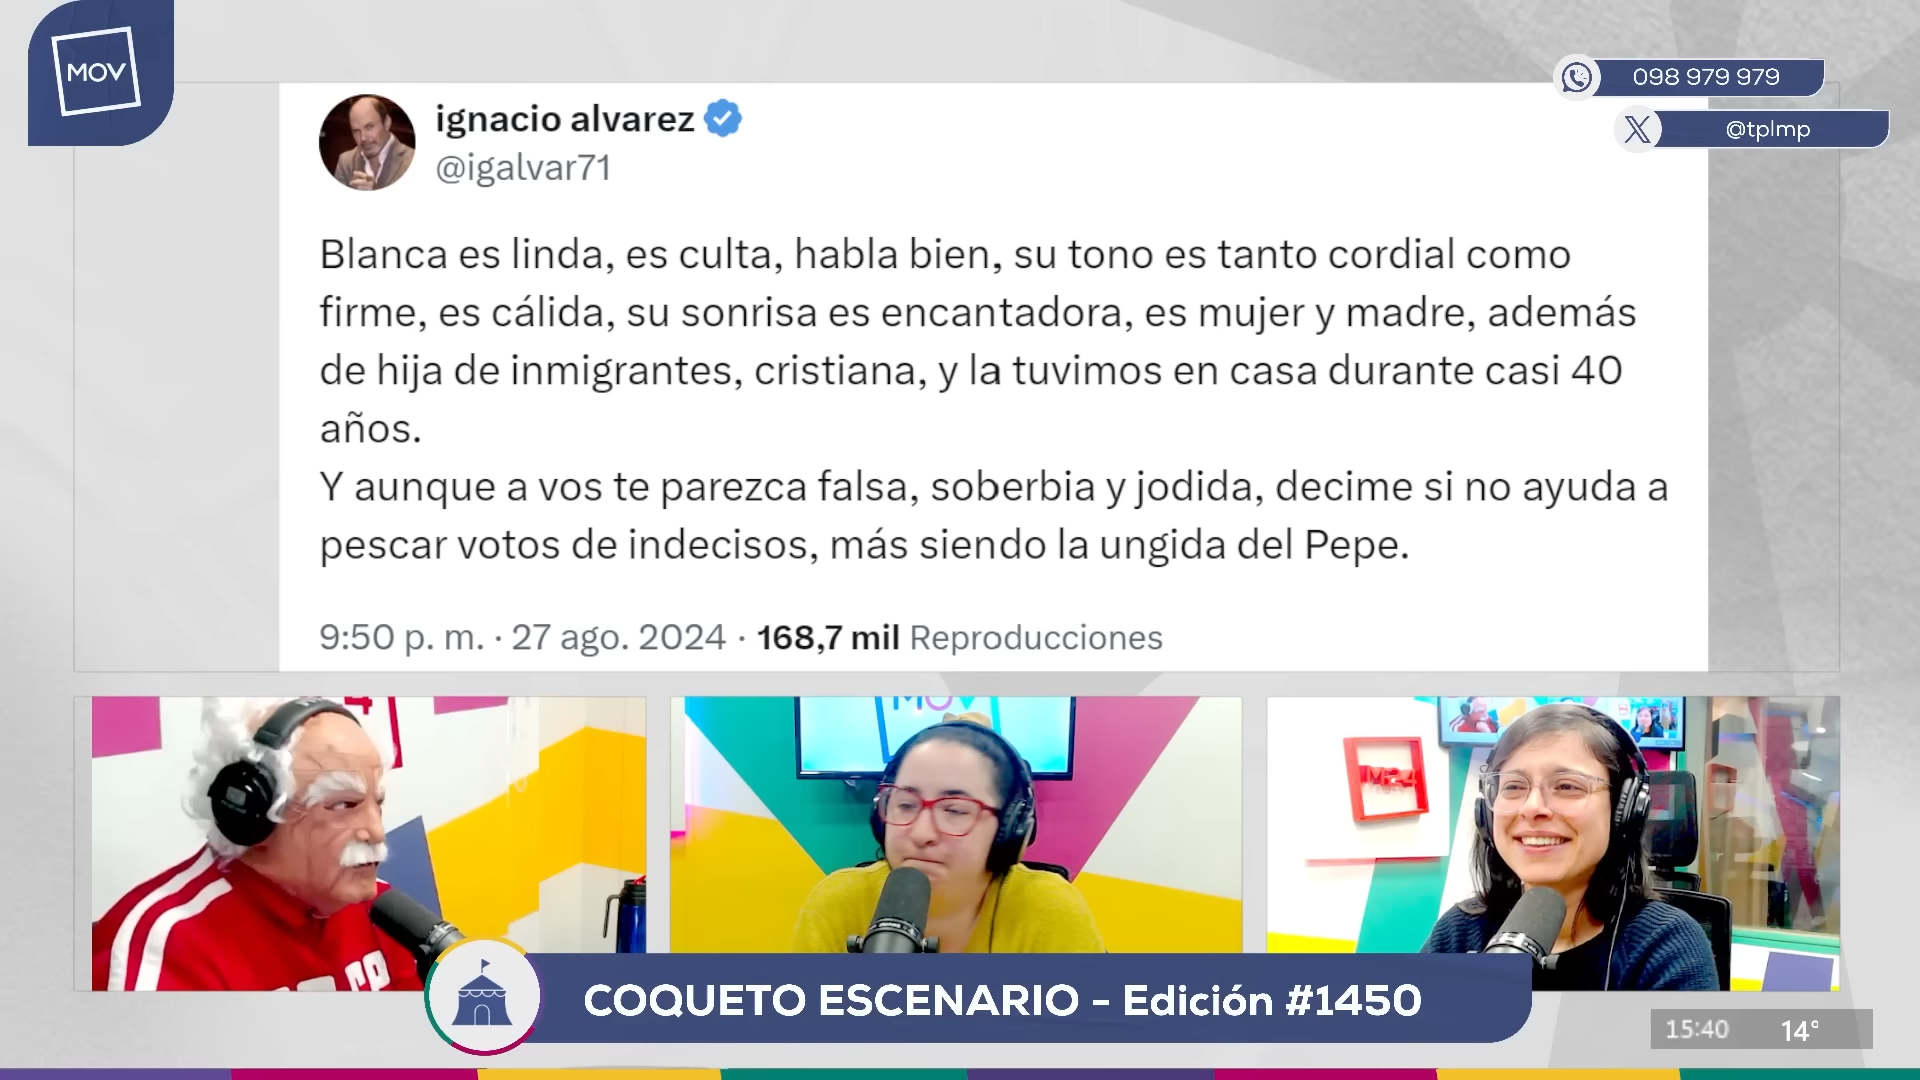 MOV
098 979 979
@tplmp
ignacio alvarez
@igalvar71
Blanca es linda, es culta, habla bien, su tono es tanto cordial como
firme, es cálida, su sonrisa es encantadora, es mujer y madre, además
de hija de inmigrantes, cristiana, y la tuvimos en casa durante casi 40
años.
Y aunque a vos te parezca falsa, soberbia y jodida, decime si no ayuda a
pescar votos de indecisos, más siendo la ungida del Pepe.
9:50 p. m. · 27 ago. 2024 · 168,7 mil Reproducciones
MOV
M24
COQUETO ESCENARIO - Edición #1450
15:40 14°